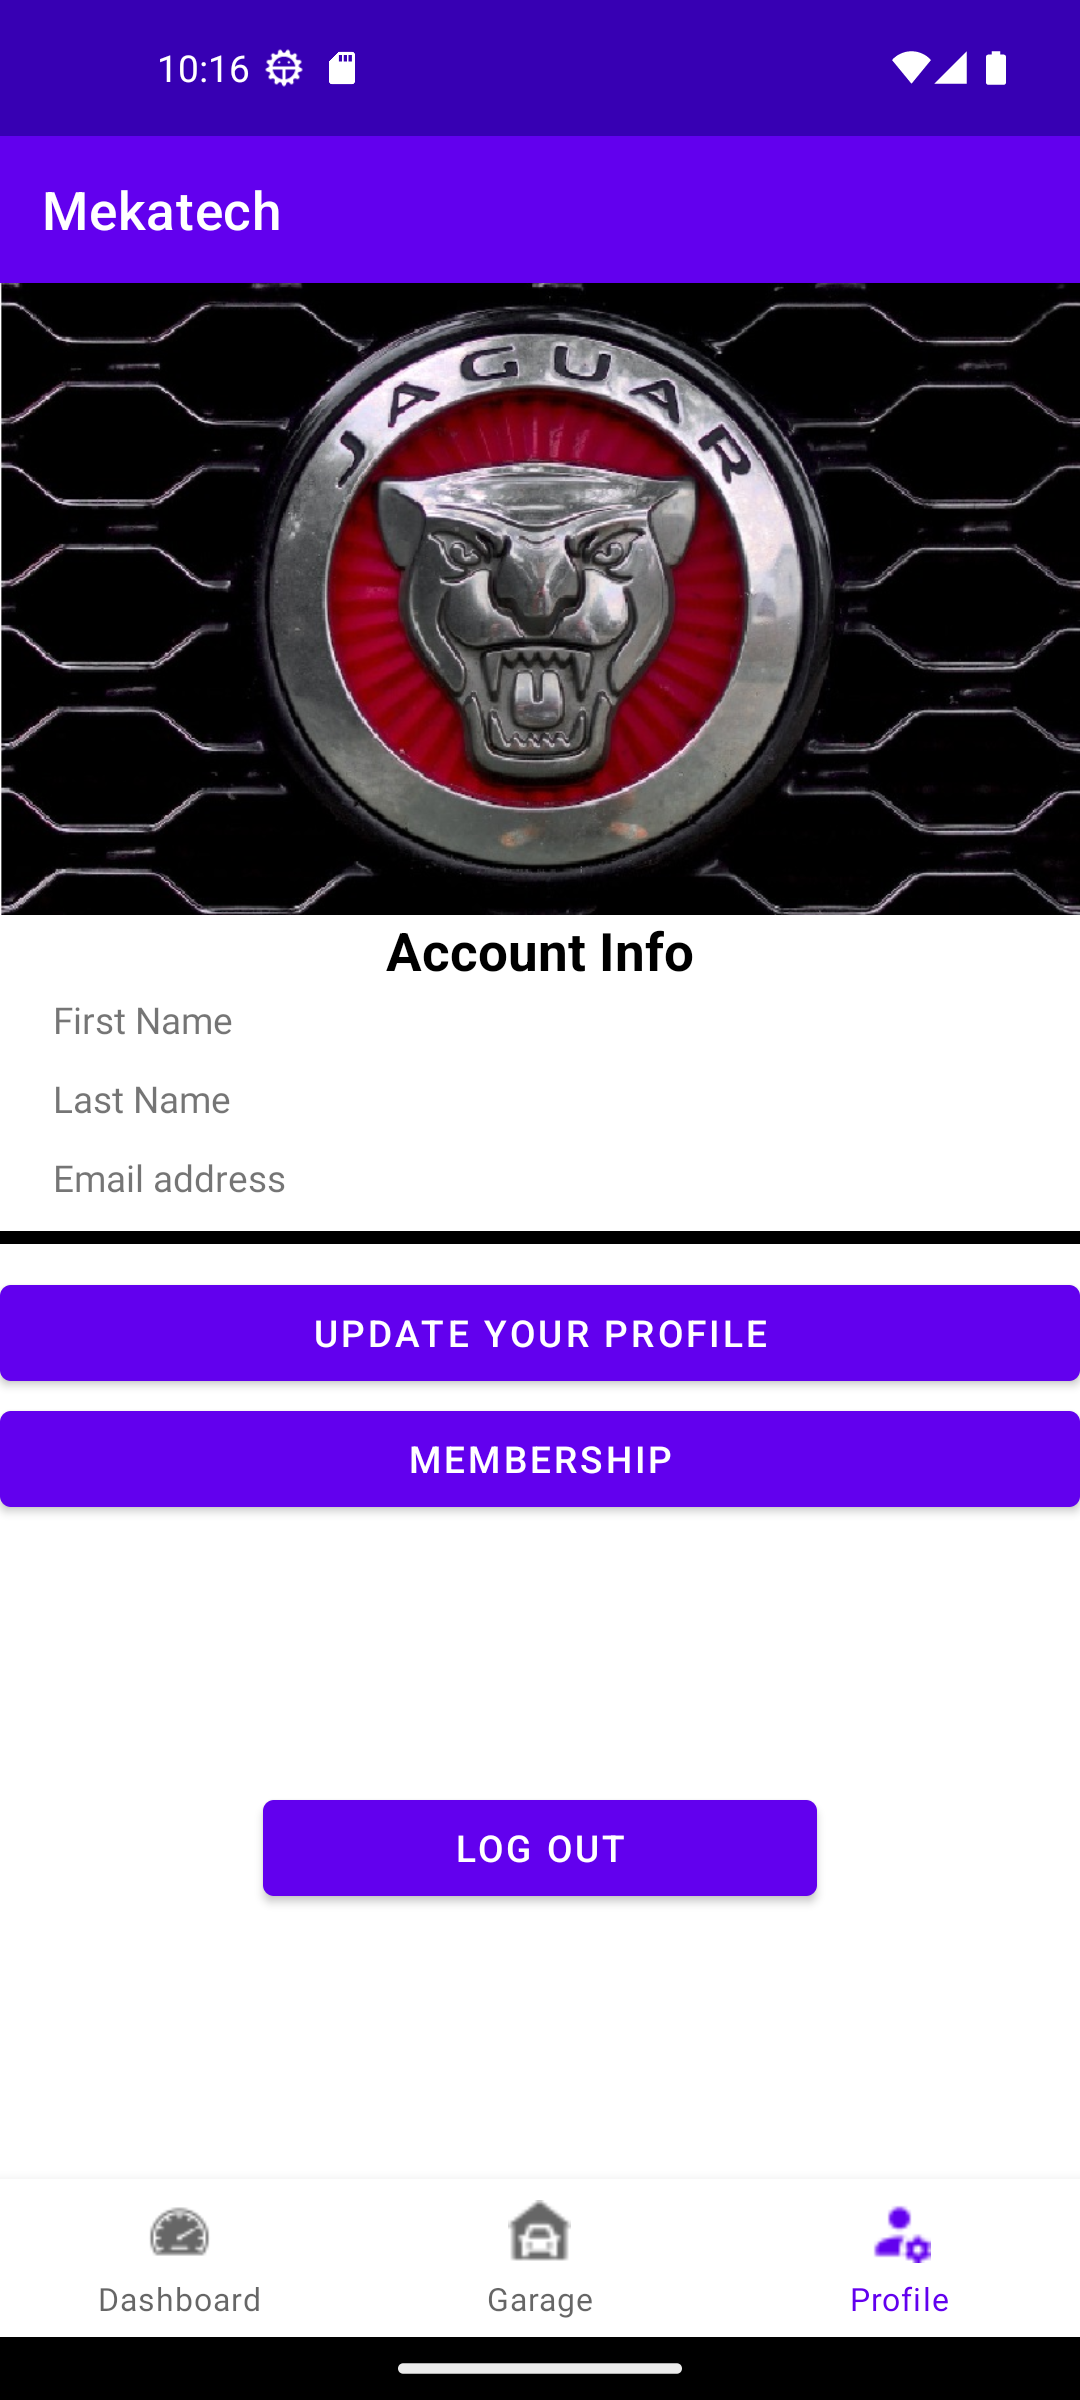 10:16
Mekatech
JAGUAR
Account Info
First Name
Last Name
Email address
UPDATE YOUR PROFILE
MEMBERSHIP
LOG OUT
Dashboard
Garage
Profile